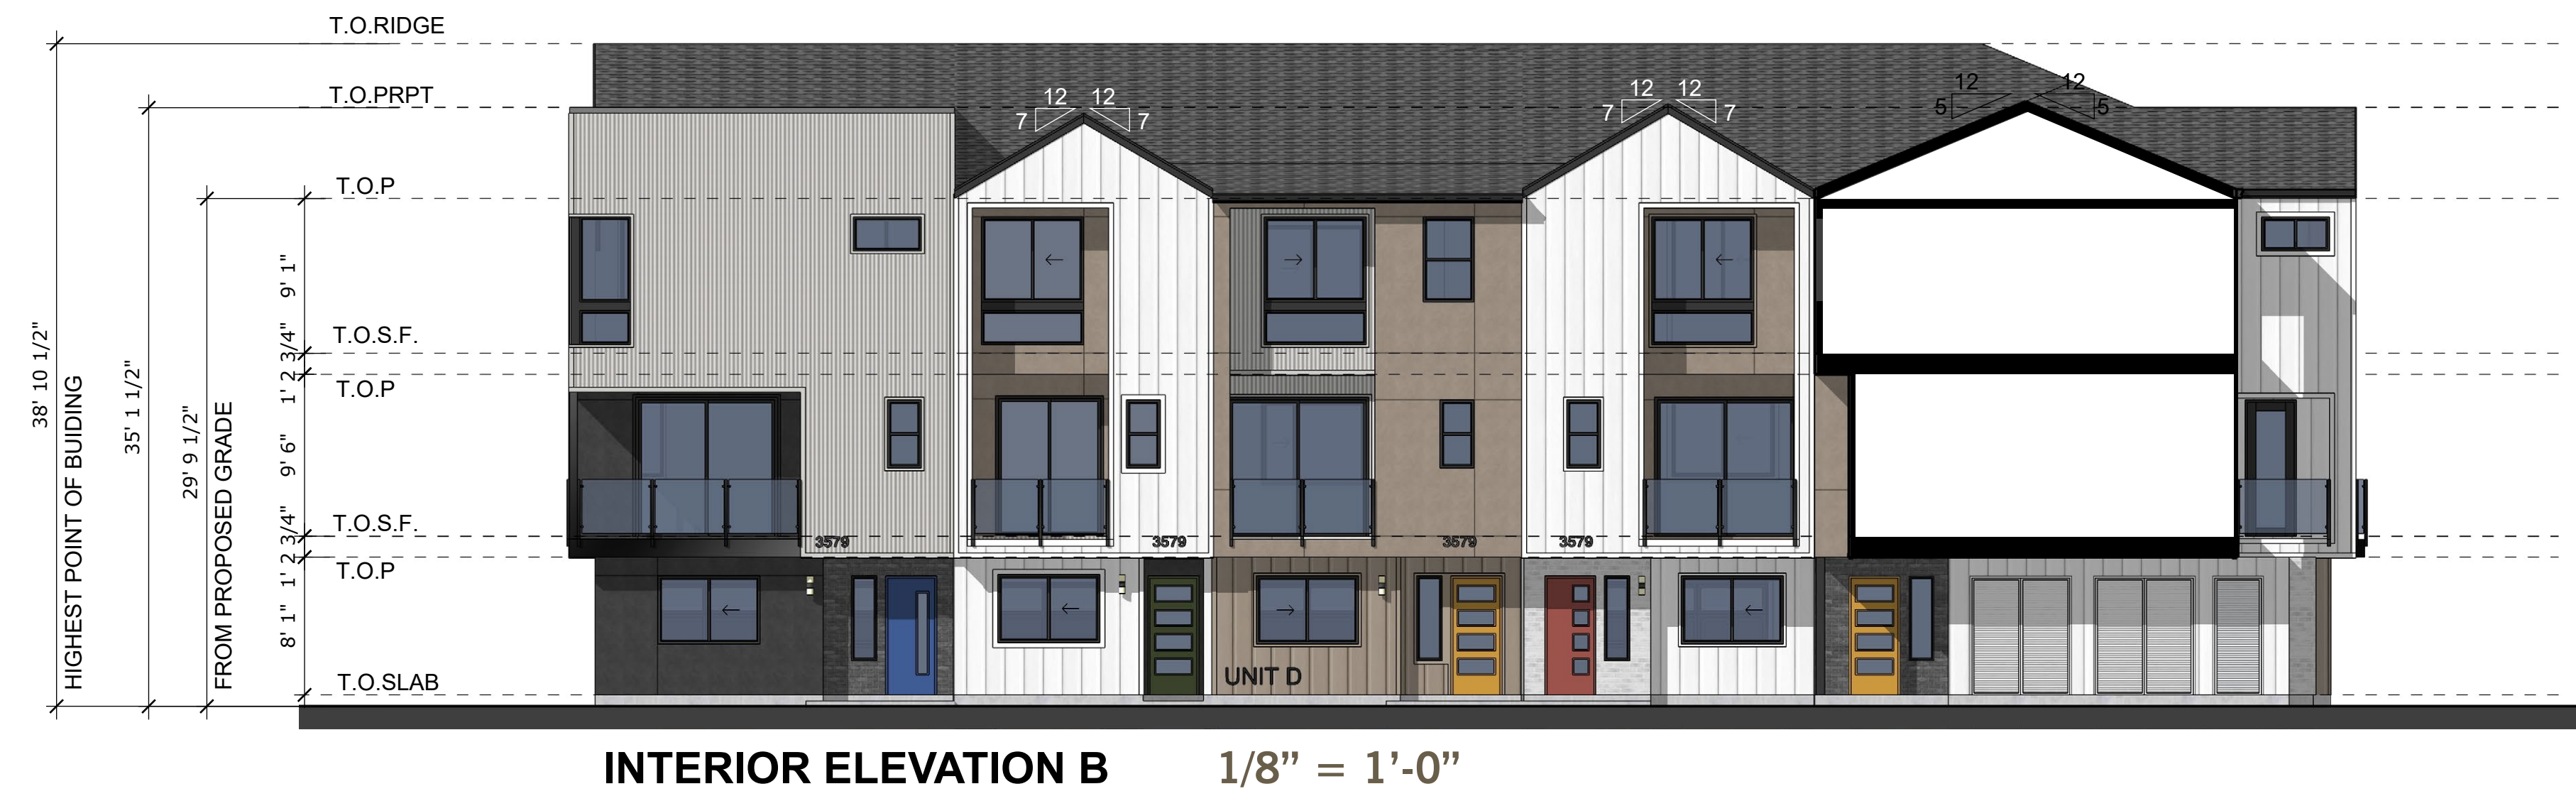 T.O.RIDGE
T.O.PRPT
12 12
7 7
12 12
7 7
12 12
5 5
T.O.P
9' 1"
T.O.S.F.
1' 2 3/4"
T.O.P
9' 6"
T.O.S.F.
1' 2 3/4"
T.O.P
8' 1"
T.O.SLAB
38' 10 1/2"
HIGHEST POINT OF BUIDING
35' 1 1/2"
29' 9 1/2"
FROM PROPOSED GRADE
3579
3579
3579
3579
UNIT D
INTERIOR ELEVATION B 1/8” = 1’-0”